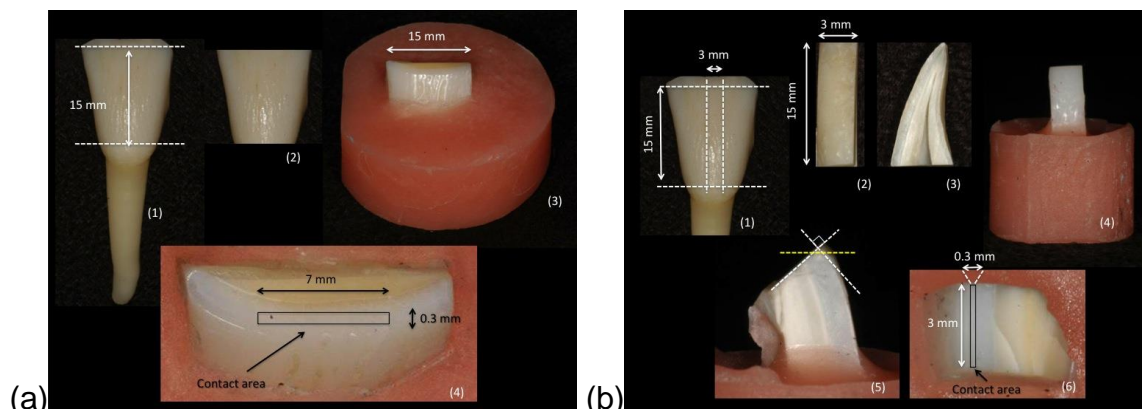 (a)
15 mm
(1)
(2)
15 mm
(3)
7 mm
0.3 mm
Contact area
(4)
(b)
3 mm
15 mm
(1)
3 mm
15 mm
(2)
(3)
(4)
(5)
0.3 mm
3 mm
Contact area
(6)